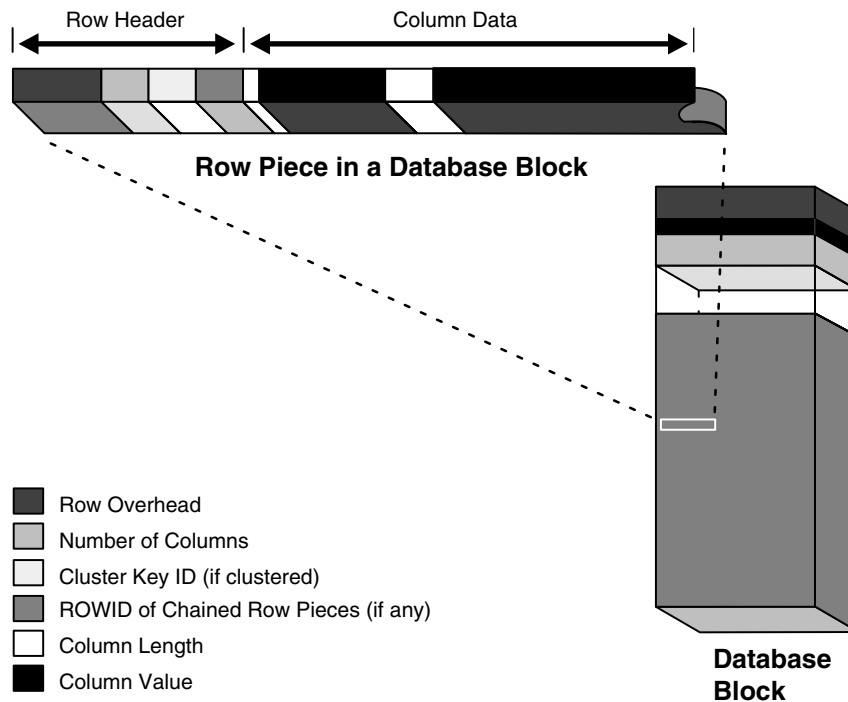 Row Header
Column Data
Row Piece in a Database Block
Row Overhead
Number of Columns
Cluster Key ID (if clustered)
ROWID of Chained Row Pieces (if any)
Column Length
Column Value
Database
Block